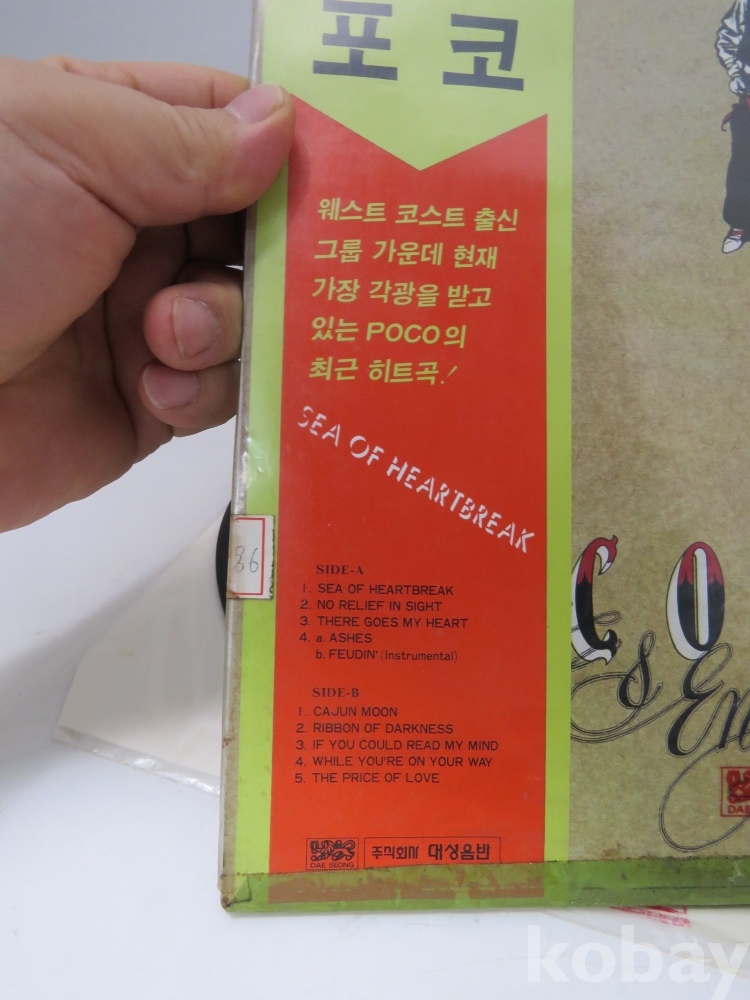 포코
웨스트 코스트 출신
그룹 가운데 현재
가장 각광을 받고
있는 POCO의
최근 히트곡!
SEA OF HEARTBREAK
SIDE-A
1. SEA OF HEARTBREAK
2. NO RELIEF IN SIGHT
3. THERE GOES MY HEART
4. a. ASHES
b. FEUDIN' (Instrumental)
SIDE-B
1. CAJUN MOON
2. RIBBON OF DARKNESS
3. IF YOU COULD READ MY MIND
4. WHILE YOU'RE ON YOUR WAY
5. THE PRICE OF LOVE
DAE SEONG
주식회사 대성음반
36
CO
& En
DAE
kobay